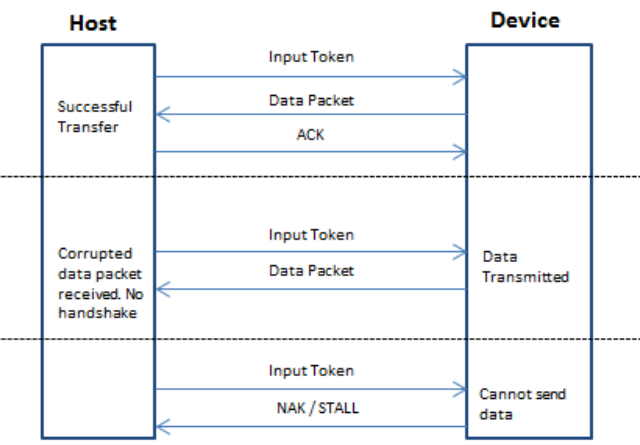 Host
Device
Input Token
Data Packet
Successful
Transfer
ACK
Input Token
Corrupted
data packet
received. No
handshake
Data Packet
Data
Transmitted
Input Token
Cannot send
data
NAK / STALL